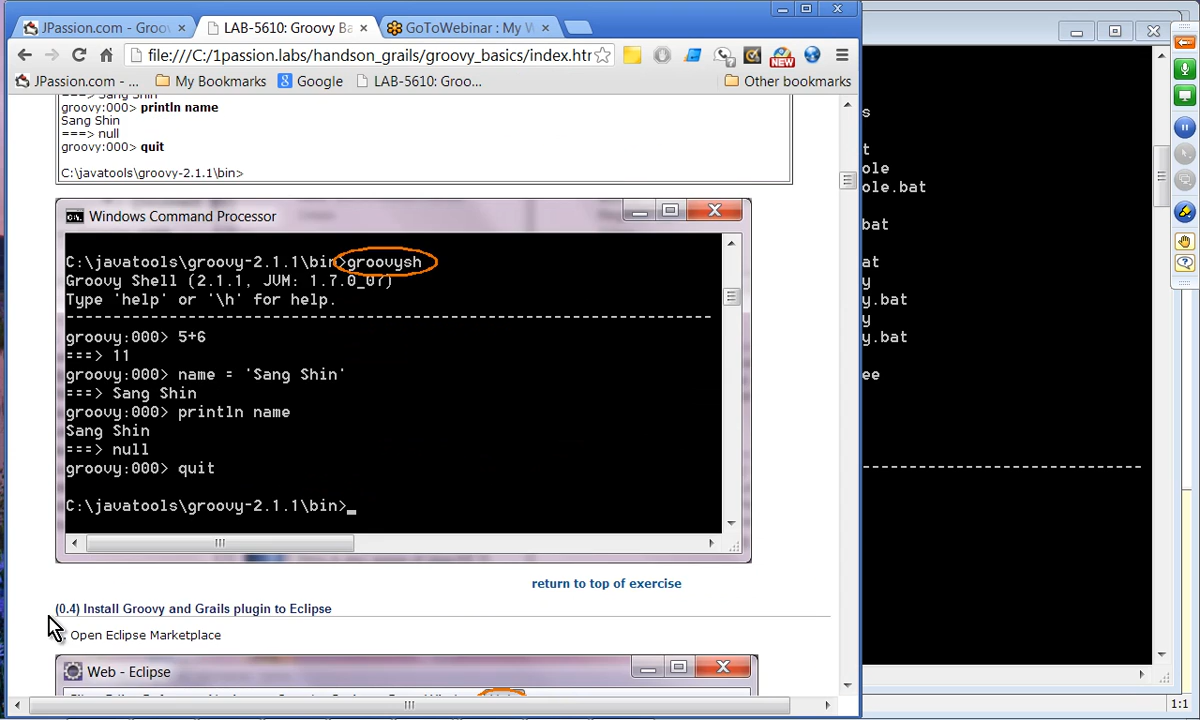 JPassion.com - Groov
LAB-5610: Groovy Ba
GoToWebinar : My W
file:///C:/1passion.labs/handson_grails/groovy_basics/index.htr
NEW
JPassion.com - ...
My Bookmarks
Google
LAB-5610: Groo...
Other bookmarks
===> Sang Shin
groovy:000> println name
Sang Shin
===> null
groovy:000> quit
C:\javatools\groovy-2.1.1\bin>
Windows Command Processor
C:\javatools\groovy-2.1.1\bin>groovysh
Groovy Shell (2.1.1, JVM: 1.7.0_07)
Type 'help' or '\h' for help.
-------------------------------------------------------------------
groovy:000> 5+6
===> 11
groovy:000> name = 'Sang Shin'
===> Sang Shin
groovy:000> println name
Sang Shin
===> null
groovy:000> quit
C:\javatools\groovy-2.1.1\bin>_
return to top of exercise
(0.4) Install Groovy and Grails plugin to Eclipse
Open Eclipse Marketplace
Web - Eclipse
s
t
ole
ole.bat
bat
at
y
y.bat
y
y.bat
ee
------------------------------
1:1